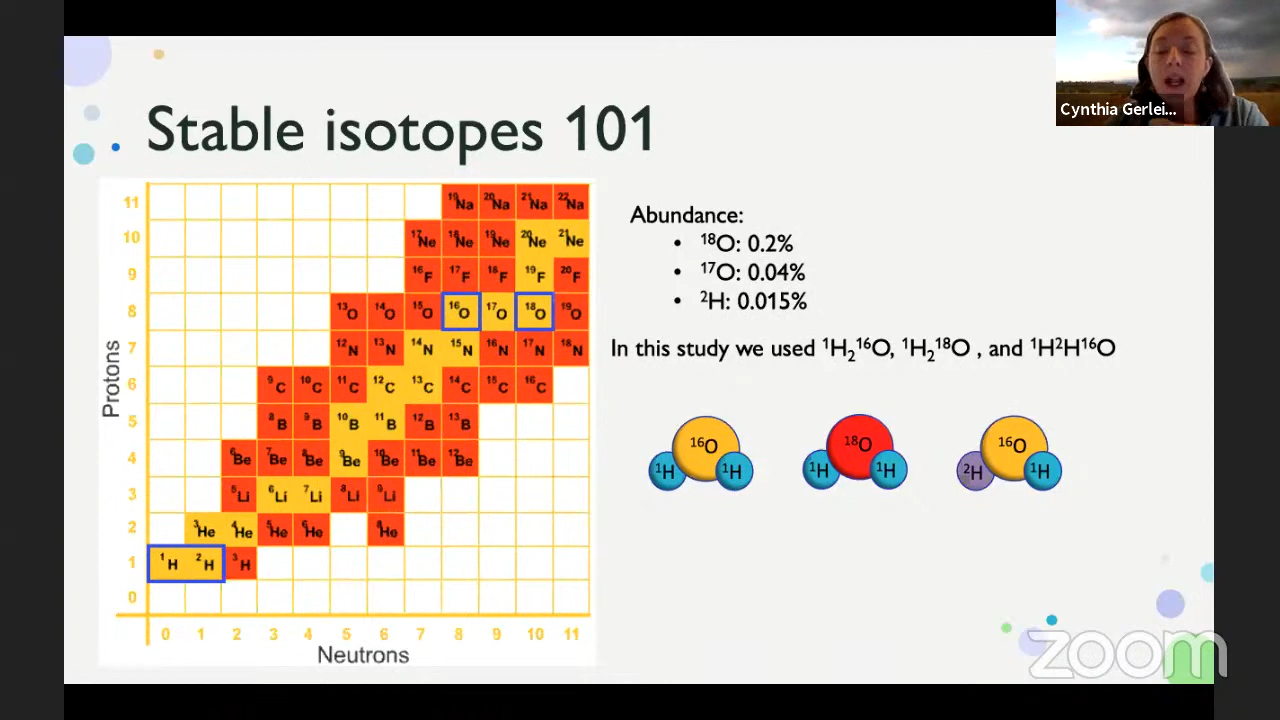 Cynthia Gerlei...
Stable isotopes 101
Protons
11 ¹⁹Na ²⁰Na ²¹Na ²²Na
10 ¹⁷Ne ¹⁸Ne ¹⁹Ne ²⁰Ne ²¹Ne
9 ¹⁶F ¹⁷F ¹⁸F ¹⁹F ²⁰F
8 ¹³O ¹⁴O ¹⁵O ¹⁶O ¹⁷O ¹⁸O ¹⁹O
7 ¹²N ¹³N ¹⁴N ¹⁵N ¹⁶N ¹⁷N ¹⁸N
6 ⁹C ¹⁰C ¹¹C ¹²C ¹³C ¹⁴C ¹⁵C ¹⁶C
5 ⁸B ⁹B ¹⁰B ¹¹B ¹²B ¹³B
4 ⁶Be ⁷Be ⁸Be ⁹Be ¹⁰Be ¹¹Be ¹²Be
3 ⁵Li ⁶Li ⁷Li ⁸Li ⁹Li
2 ³He ⁴He ⁵He ⁶He ⁸He
1 ¹H ²H ³H
0
0 1 2 3 4 5 6 7 8 9 10 11
Neutrons
Abundance:
• ¹⁸O: 0.2%
• ¹⁷O: 0.04%
• ²H: 0.015%
In this study we used ¹H₂¹⁶O, ¹H₂¹⁸O , and ¹H²H¹⁶O
¹⁶O ¹H ¹H
¹⁸O ¹H ¹H
¹⁶O ²H ¹H
zoom